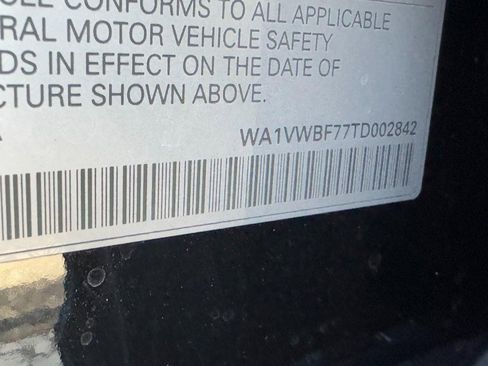 CLE CONFORMS TO ALL APPLICABLE
RAL MOTOR VEHICLE SAFETY
DS IN EFFECT ON THE DATE OF
CTURE SHOWN ABOVE.
WA1VWBF77TD002842